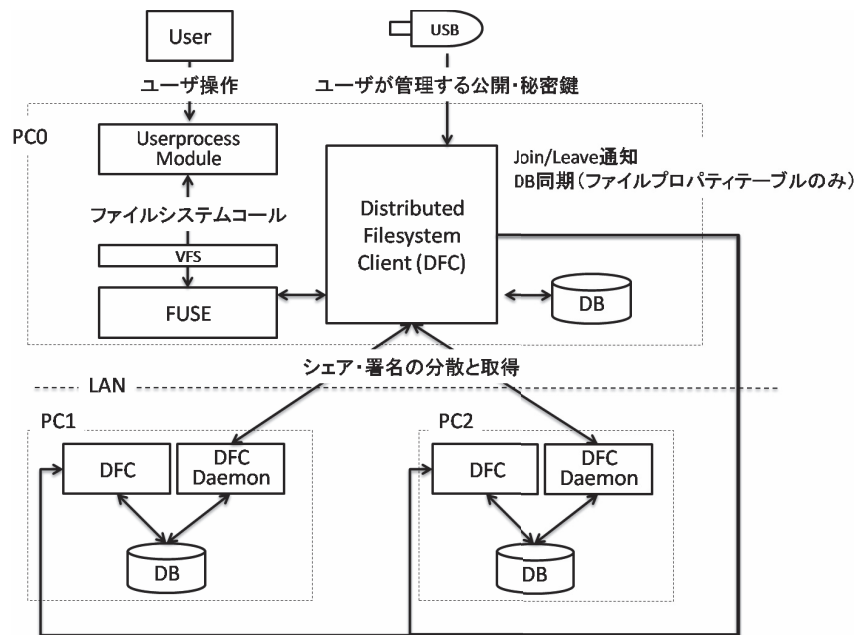 User
USB
ユーザ操作
ユーザが管理する公開・秘密鍵
PC0
Userprocess
Module
Join/Leave通知
DB同期(ファイルプロパティテーブルのみ)
ファイルシステムコール
Distributed
Filesystem
Client (DFC)
VFS
FUSE
DB
シェア・署名の分散と取得
LAN
PC1
DFC
DFC
Daemon
DB
PC2
DFC
DFC
Daemon
DB